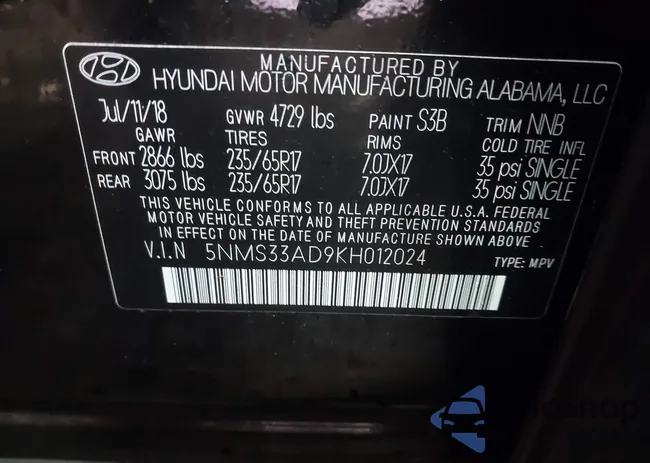 MANUFACTURED BY
HYUNDAI MOTOR MANUFACTURING ALABAMA, LLC
Jul/11/18 GVWR 4729 lbs PAINT S3B TRIM NNB
GAWR TIRES RIMS COLD TIRE INFL
FRONT 2866 lbs 235/65R17 7.0JX17 35 psi SINGLE
REAR 3075 lbs 235/65R17 7.0JX17 35 psi SINGLE
THIS VEHICLE CONFORMS TO ALL APPLICABLE U.S.A. FEDERAL
MOTOR VEHICLE SAFETY AND THEFT PREVENTION STANDARDS
IN EFFECT ON THE DATE OF MANUFACTURE SHOWN ABOVE.
V.I.N 5NMS33AD9KH012024 TYPE: MPV